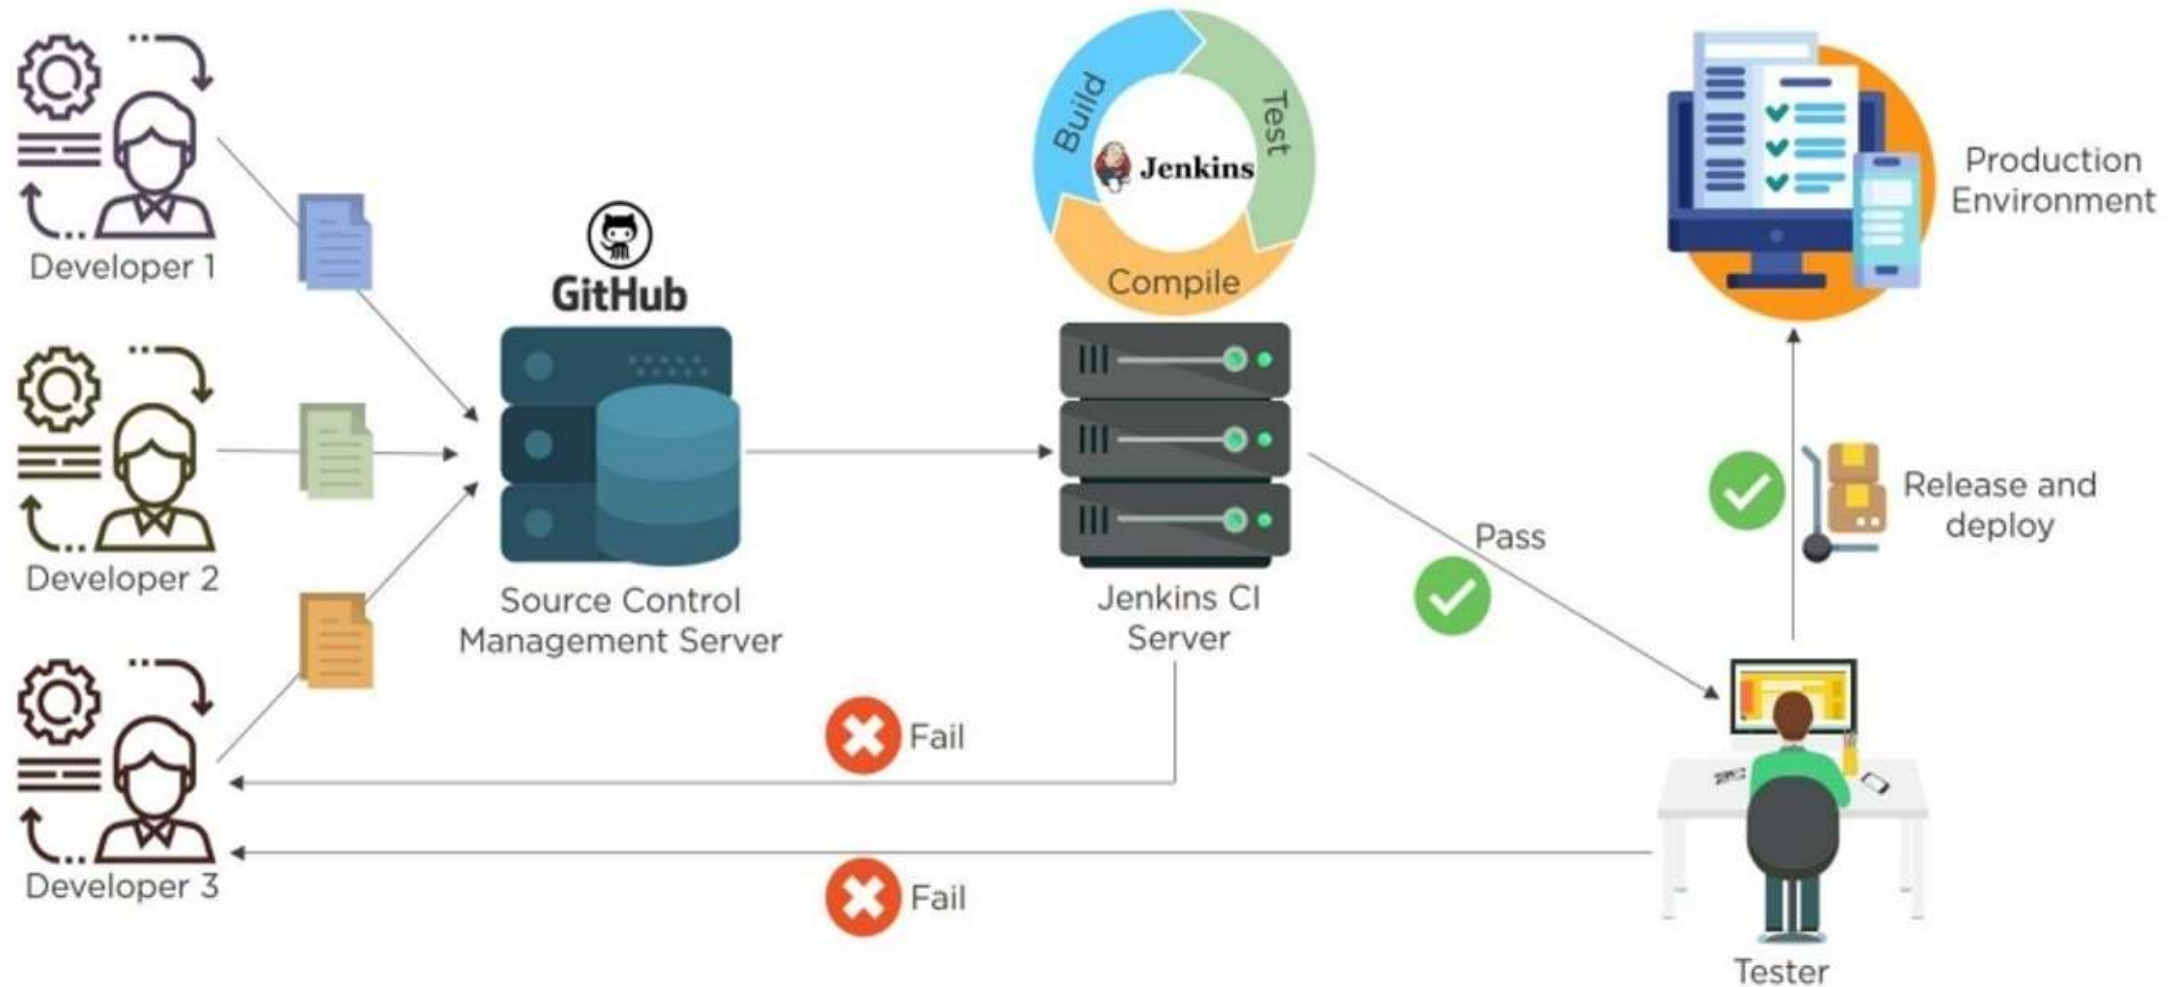 Developer 1
GitHub
Source Control
Management Server
Build
Test
Compile
Jenkins
Jenkins CI
Server
Production
Environment
Developer 2
Pass
Release and
deploy
Developer 3
Fail
Fail
Tester